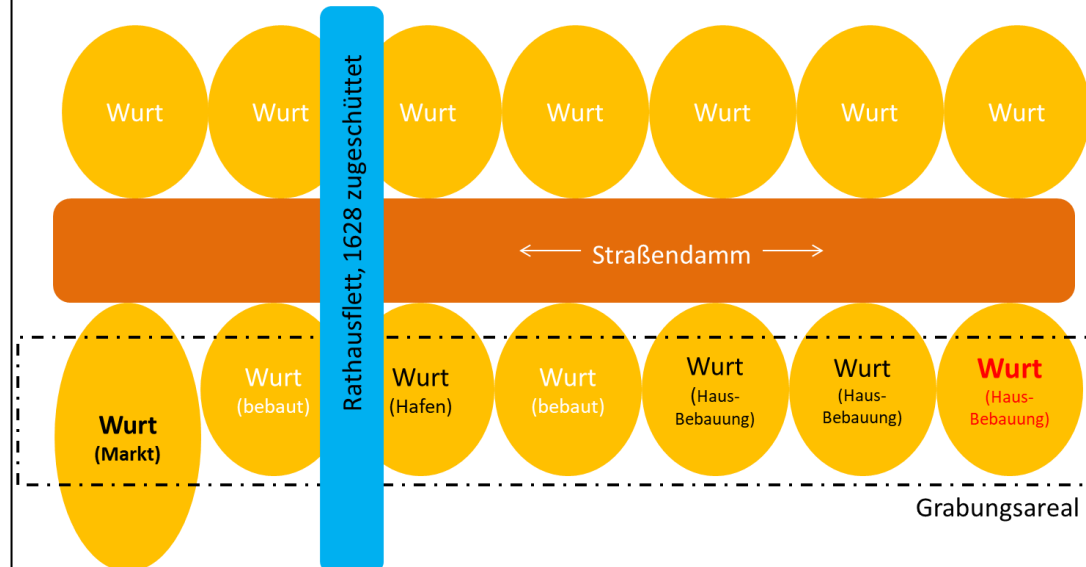 Wurt
Wurt
Wurt
Wurt
Wurt
Wurt
Wurt
Rathausflett, 1628 zugeschüttet
Straßendamm
Wurt
(Markt)
Wurt
(bebaut)
Wurt
(Hafen)
Wurt
(bebaut)
Wurt
(Haus-
Bebauung)
Wurt
(Haus-
Bebauung)
Wurt
(Haus-
Bebauung)
Grabungsareal